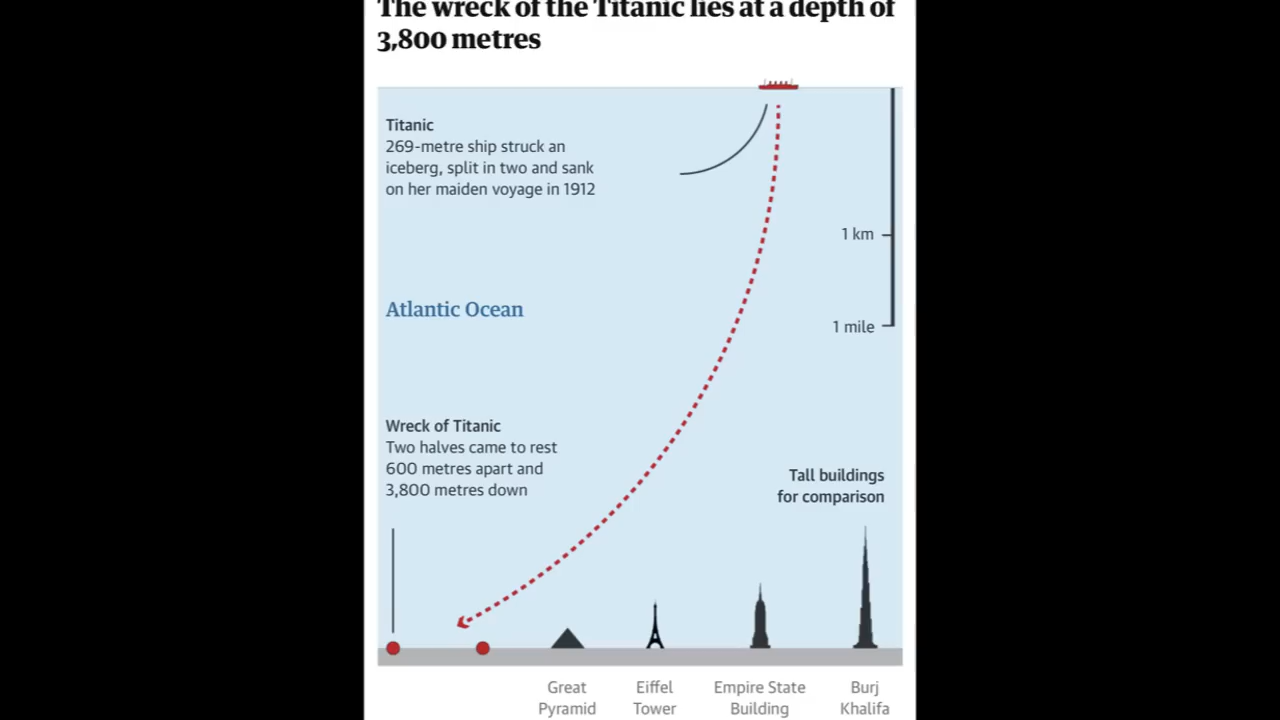 The wreck of the Titanic lies at a depth of
3,800 metres
Titanic
269-metre ship struck an
iceberg, split in two and sank
on her maiden voyage in 1912
1 km
Atlantic Ocean
1 mile
Wreck of Titanic
Two halves came to rest
600 metres apart and
3,800 metres down
Tall buildings
for comparison
Great
Pyramid
Eiffel
Tower
Empire State
Building
Burj
Khalifa